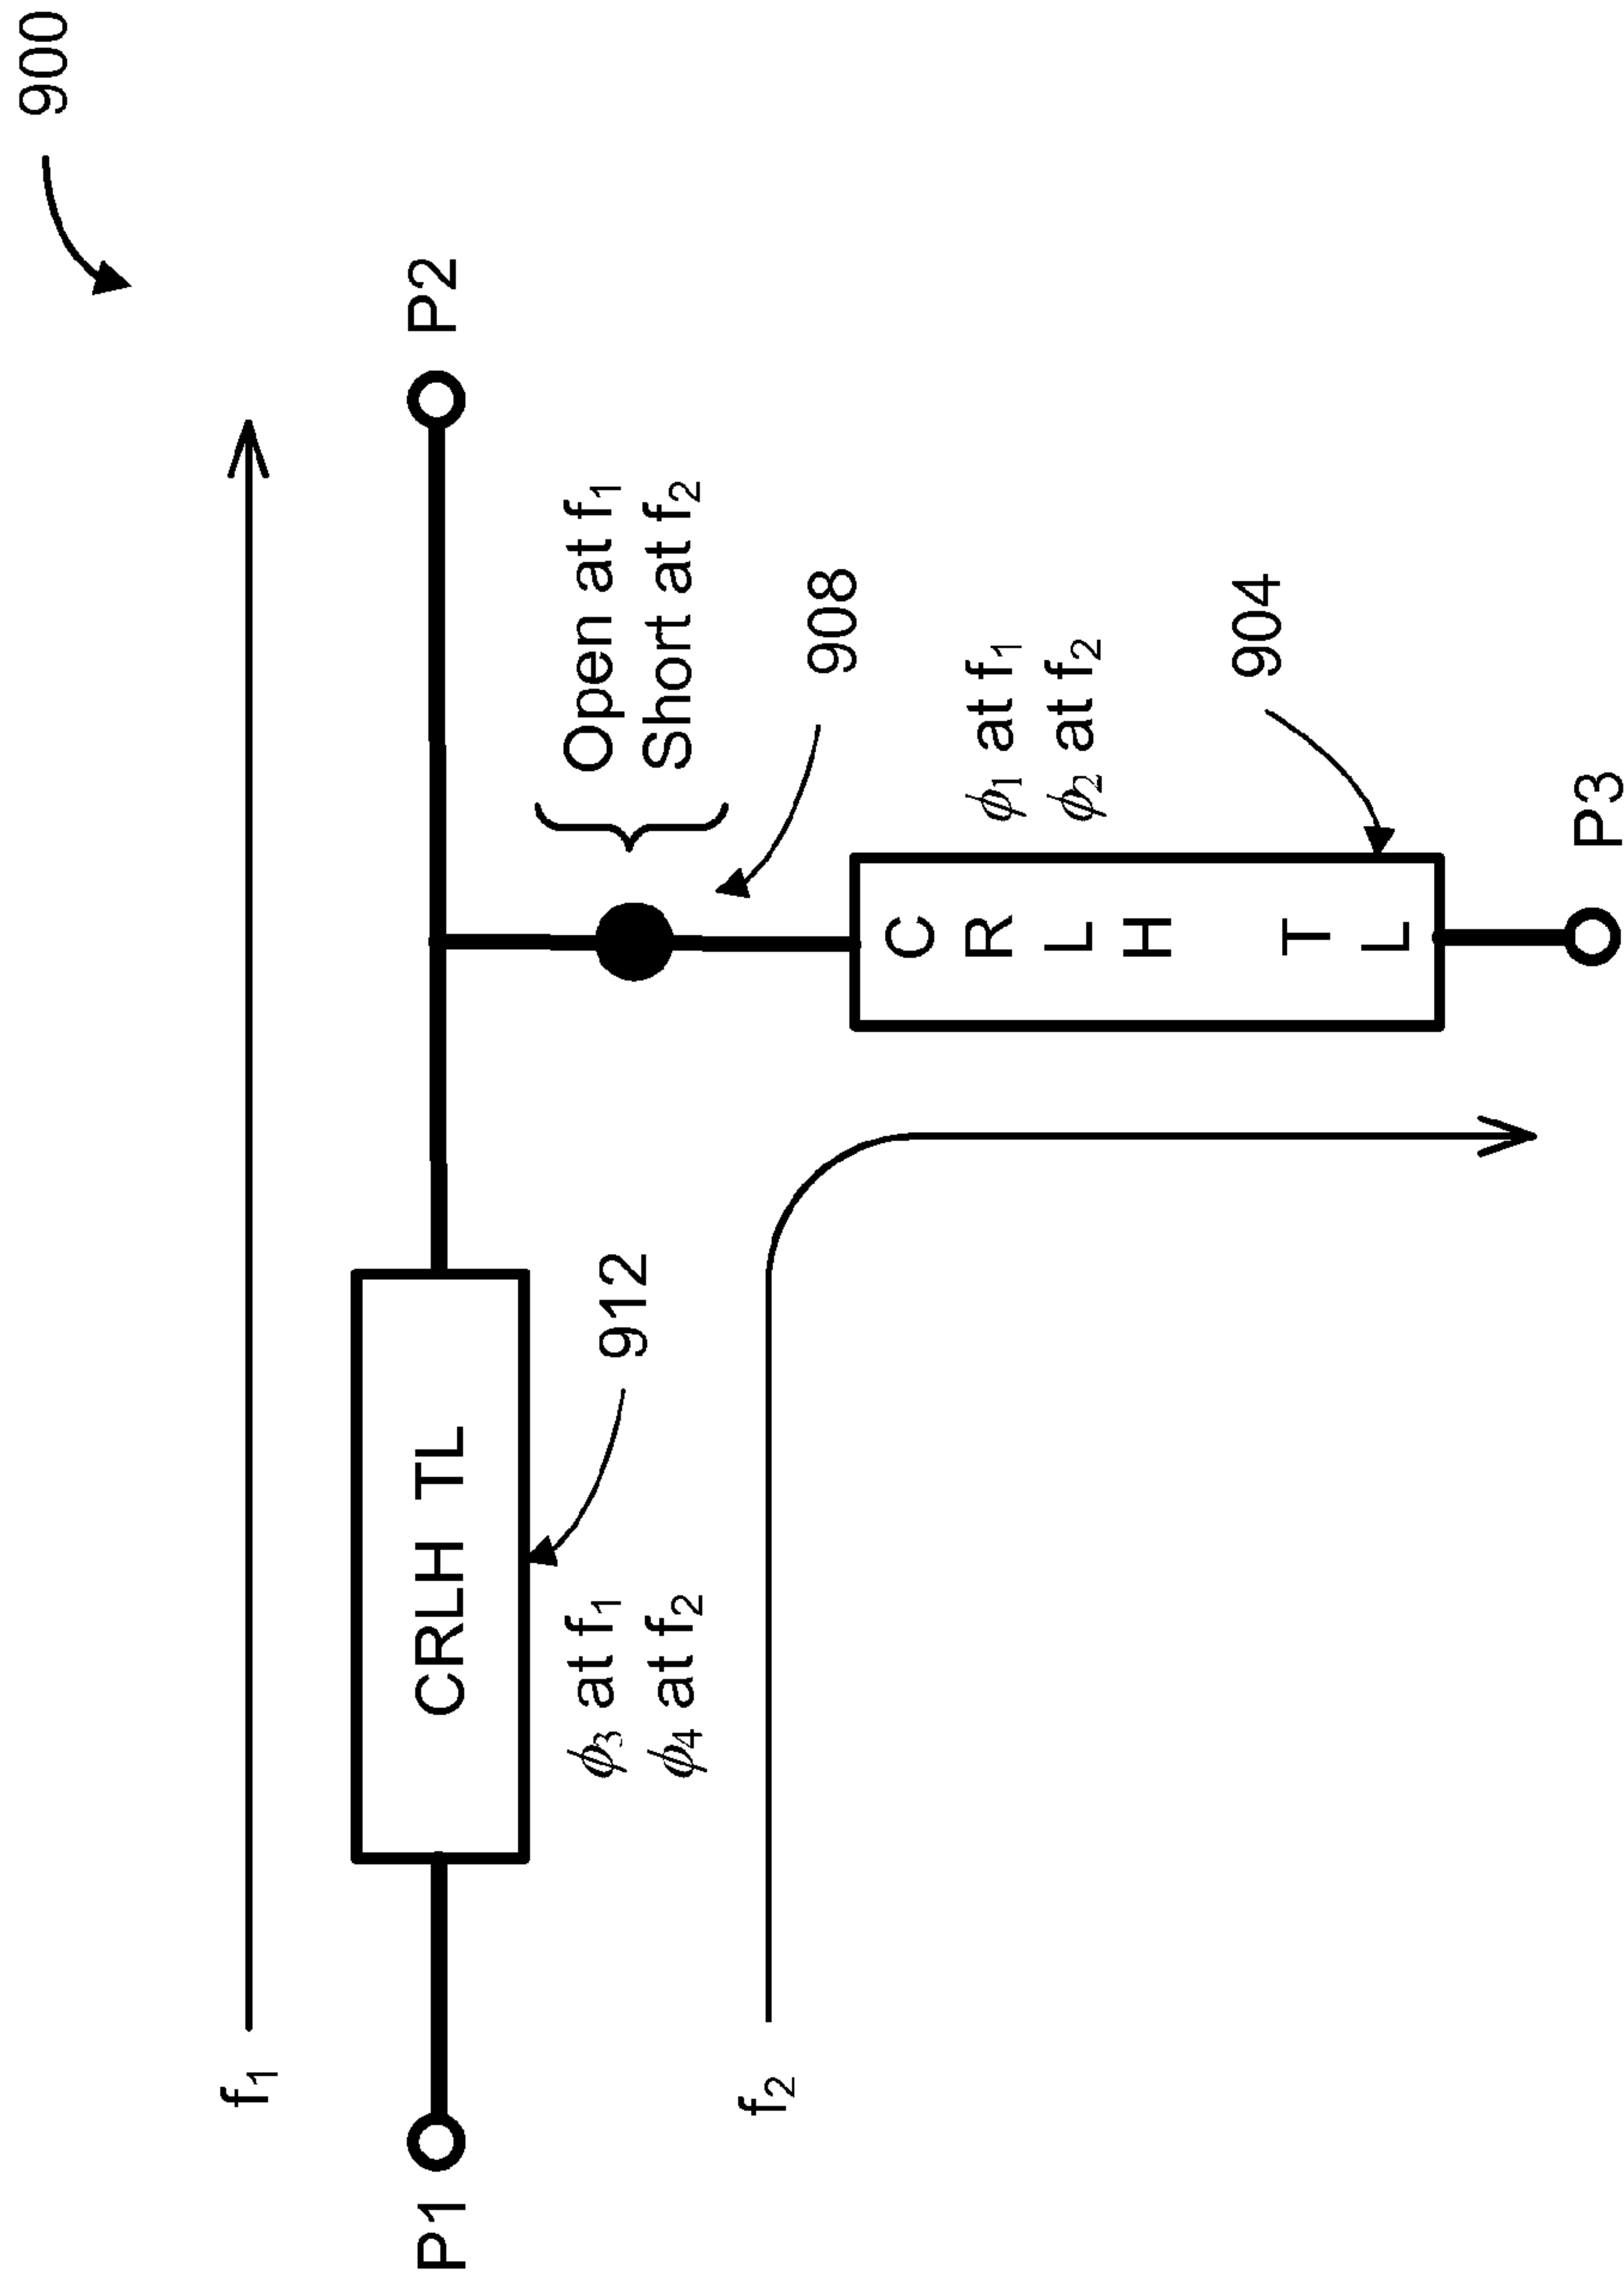 900
f₁
P1
CRLH TL
P2
ϕ₃ at f₁
ϕ₄ at f₂
912
Open at f₁
Short at f₂
f₂
908
C
R
L
H
T
L
ϕ₁ at f₁
ϕ₂ at f₂
904
P3